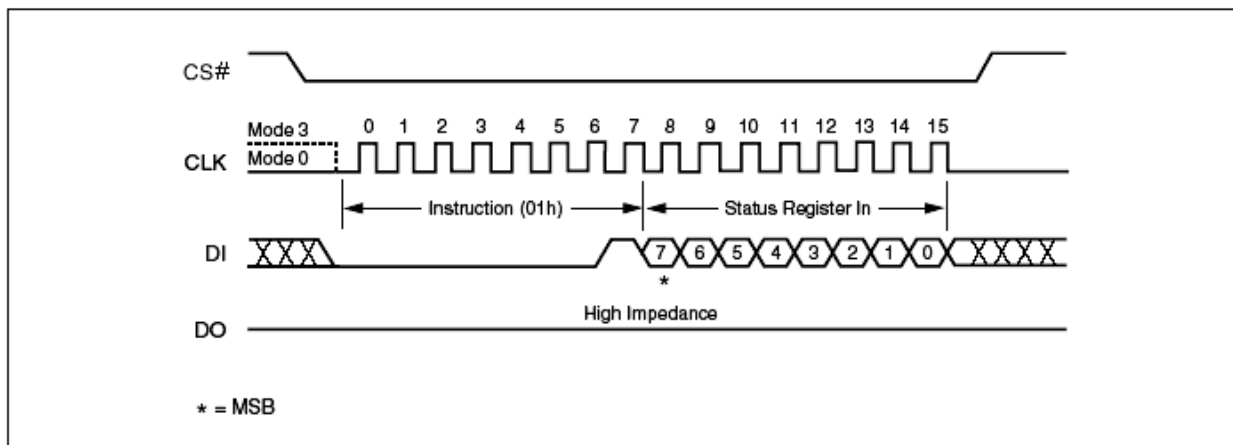 CS#
Mode 3 0 1 2 3 4 5 6 7 8 9 10 11 12 13 14 15
CLK Mode 0
Instruction (01h) Status Register In
DI 7 6 5 4 3 2 1 0
*
High Impedance
DO
* = MSB